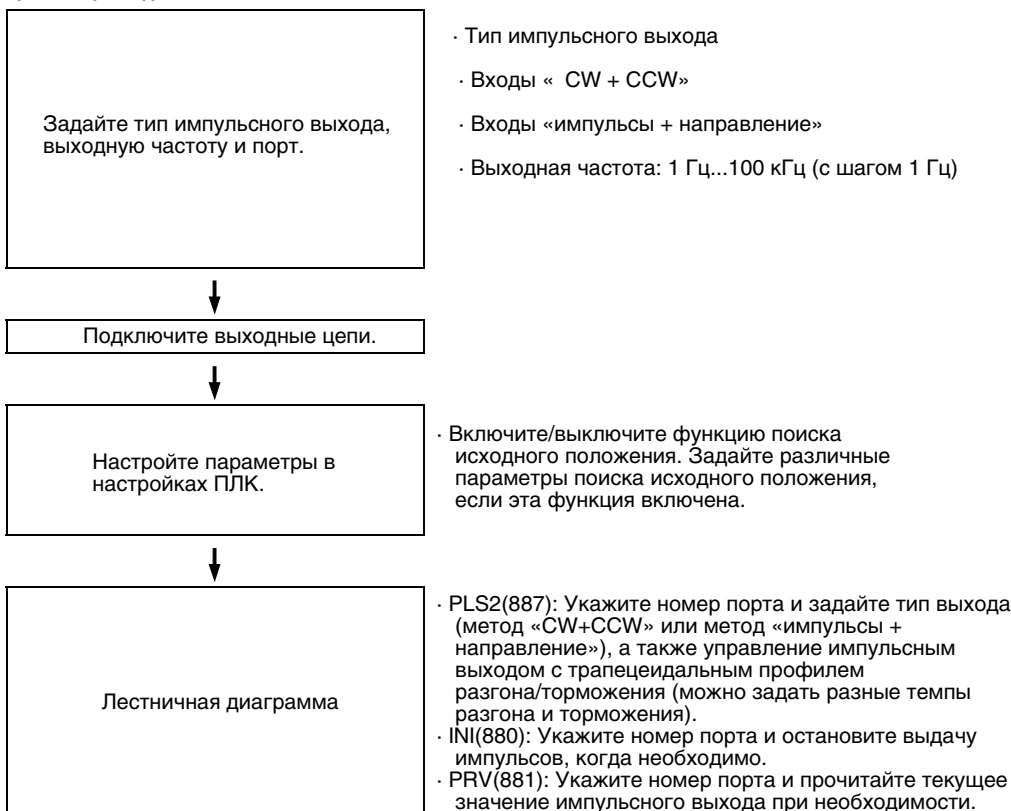 · Тип импульсного выхода
· Входы « CW + CCW»
Задайте тип импульсного выхода,
выходную частоту и порт.
· Входы «импульсы + направление»
· Выходная частота: 1 Гц...100 кГц (с шагом 1 Гц)
Подключите выходные цепи.
Настройте параметры в
настройках ПЛК.
· Включите/выключите функцию поиска
исходного положения. Задайте различные
параметры поиска исходного положения,
если эта функция включена.
Лестничная диаграмма
· PLS2(887): Укажите номер порта и задайте тип выхода
(метод «CW+CCW» или метод «импульсы +
направление»), а также управление импульсным
выходом с трапецеидальным профилем
разгона/торможения (можно задать разные темпы
разгона и торможения).
· INI(880): Укажите номер порта и остановите выдачу
импульсов, когда необходимо.
· PRV(881): Укажите номер порта и прочитайте текущее
значение импульсного выхода при необходимости.